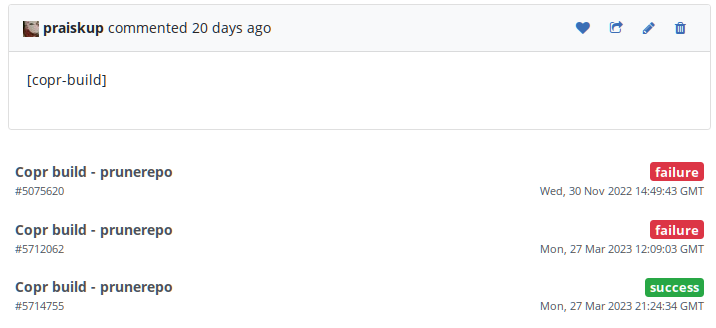 praiskup commented 20 days ago
[copr-build]
Copr build - prunerepo failure
#5075620 Wed, 30 Nov 2022 14:49:43 GMT
Copr build - prunerepo failure
#5712062 Mon, 27 Mar 2023 12:09:03 GMT
Copr build - prunerepo success
#5714755 Mon, 27 Mar 2023 21:24:34 GMT